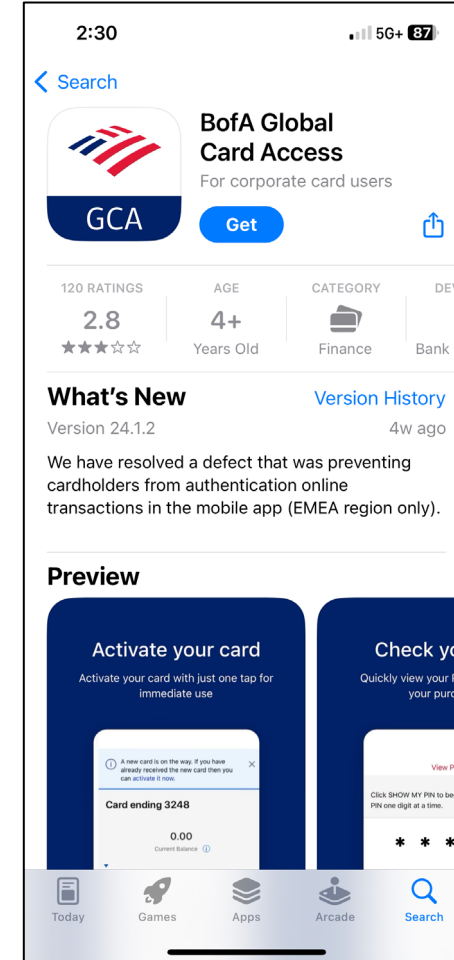 2:30
5G+ 87
Search
BofA Global
Card Access
For corporate card users
GCA
Get
120 RATINGS
AGE
CATEGORY
DE
2.8
4+
Years Old
Finance
Bank
What's New
Version History
Version 24.1.2
4w ago
We have resolved a defect that was preventing
cardholders from authentication online
transactions in the mobile app (EMEA region only).
Preview
Activate your card
Activate your card with just one tap for
immediate use
A new card is on the way. If you have
already received the new card then you
can activate it now.
Card ending 3248
0.00
Current Balance
Check yo
Quickly view your
your purc
View P
Click SHOW MY PIN to be
PIN one digit at a time.
* * *
Today
Games
Apps
Arcade
Search